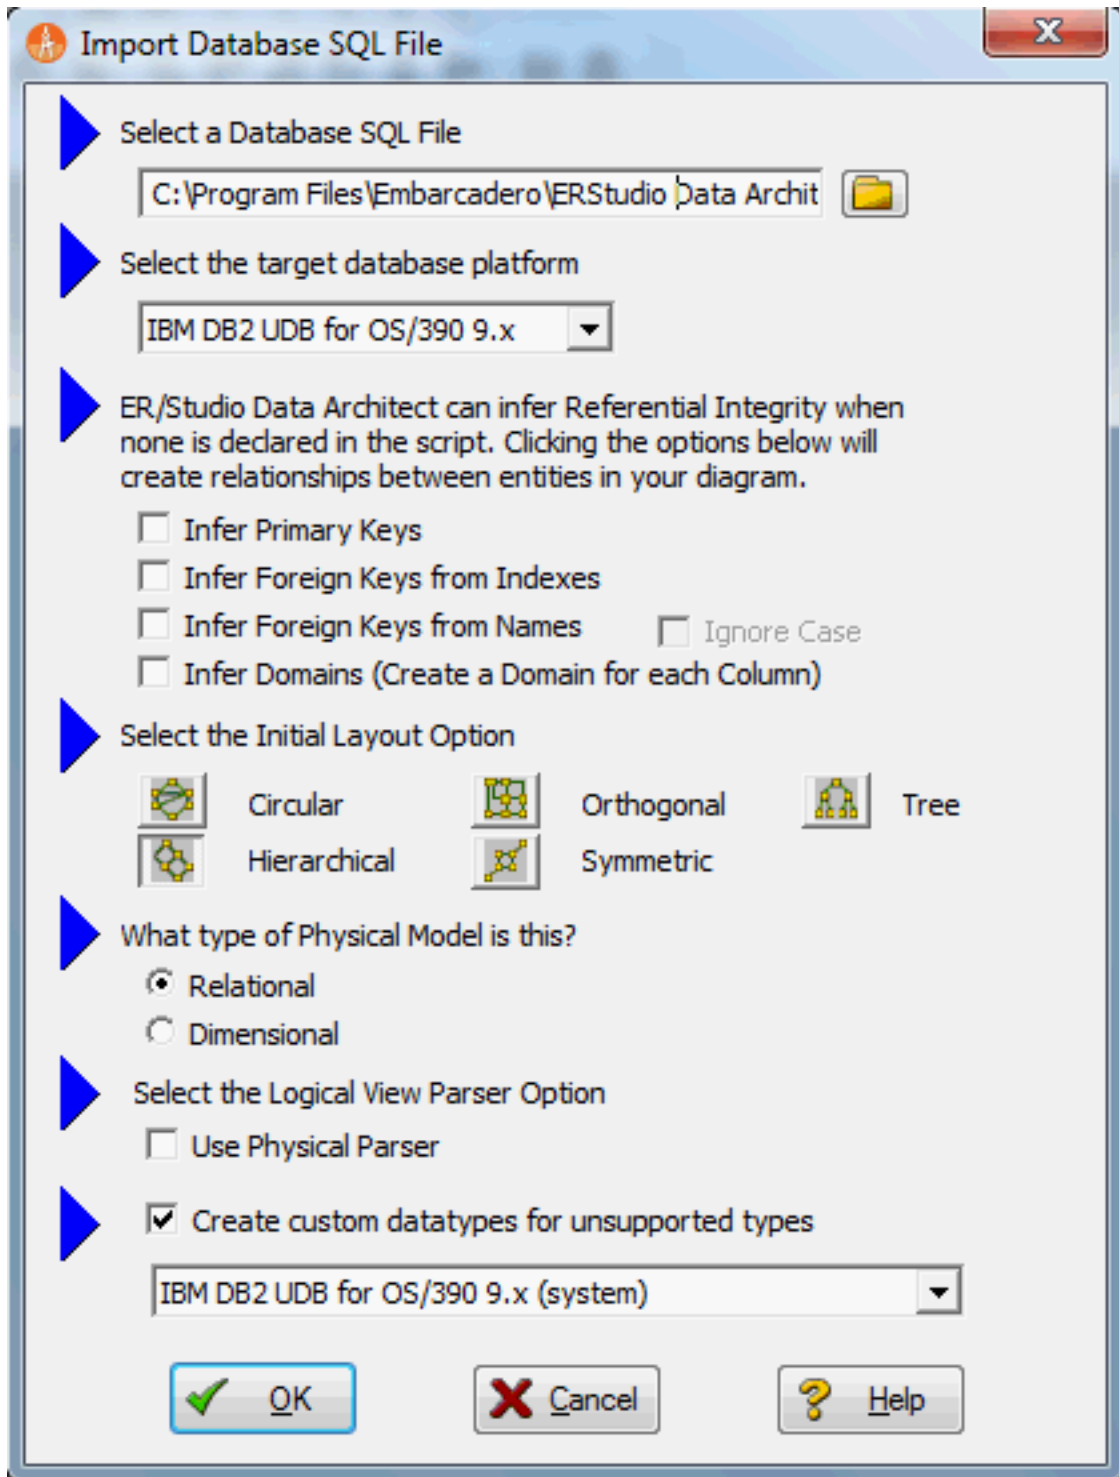 Import Database SQL File
Select a Database SQL File
C:\Program Files\Embarcadero\ERStudio Data Archit
Select the target database platform
IBM DB2 UDB for OS/390 9.x
ER/Studio Data Architect can infer Referential Integrity when
none is declared in the script. Clicking the options below will
create relationships between entities in your diagram.
Infer Primary Keys
Infer Foreign Keys from Indexes
Infer Foreign Keys from Names Ignore Case
Infer Domains (Create a Domain for each Column)
Select the Initial Layout Option
Circular Orthogonal Tree
Hierarchical Symmetric
What type of Physical Model is this?
Relational
Dimensional
Select the Logical View Parser Option
Use Physical Parser
Create custom datatypes for unsupported types
IBM DB2 UDB for OS/390 9.x (system)
OK Cancel Help